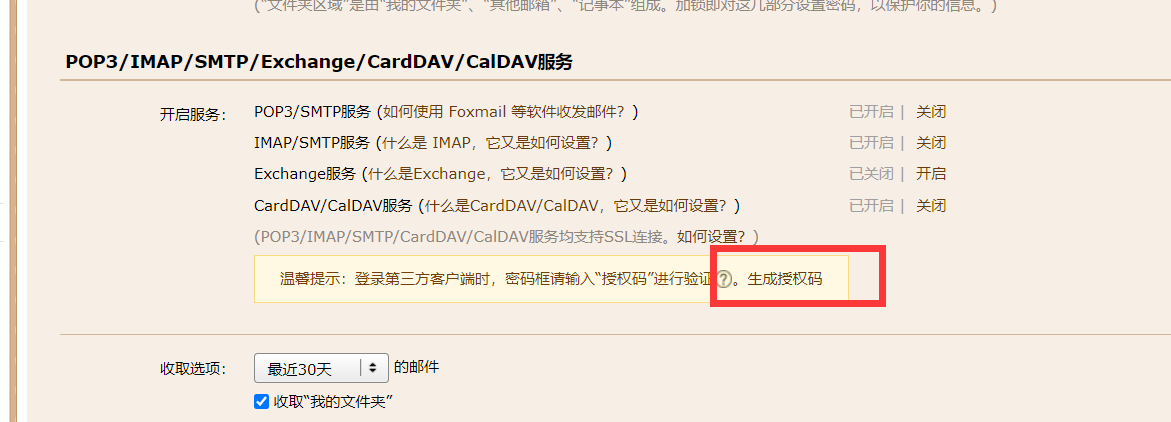 ("文件夹区域"是由"我的文件夹"、"其他邮箱"、"记事本"组成。加锁即对这几部分设置密码，以保护你的信息。)
POP3/IMAP/SMTP/Exchange/CardDAV/CalDAV服务
开启服务： POP3/SMTP服务 (如何使用 Foxmail 等软件收发邮件？) 已开启 | 关闭
IMAP/SMTP服务 (什么是 IMAP，它又是如何设置？) 已开启 | 关闭
Exchange服务 (什么是Exchange，它又是如何设置？) 已关闭 | 开启
CardDAV/CalDAV服务 (什么是CardDAV/CalDAV，它又是如何设置？) 已开启 | 关闭
(POP3/IMAP/SMTP/CardDAV/CalDAV服务均支持SSL连接。如何设置？)
温馨提示：登录第三方客户端时，密码框请输入“授权码”进行验证?。生成授权码
收取选项： 最近30天 的邮件
收取“我的文件夹”